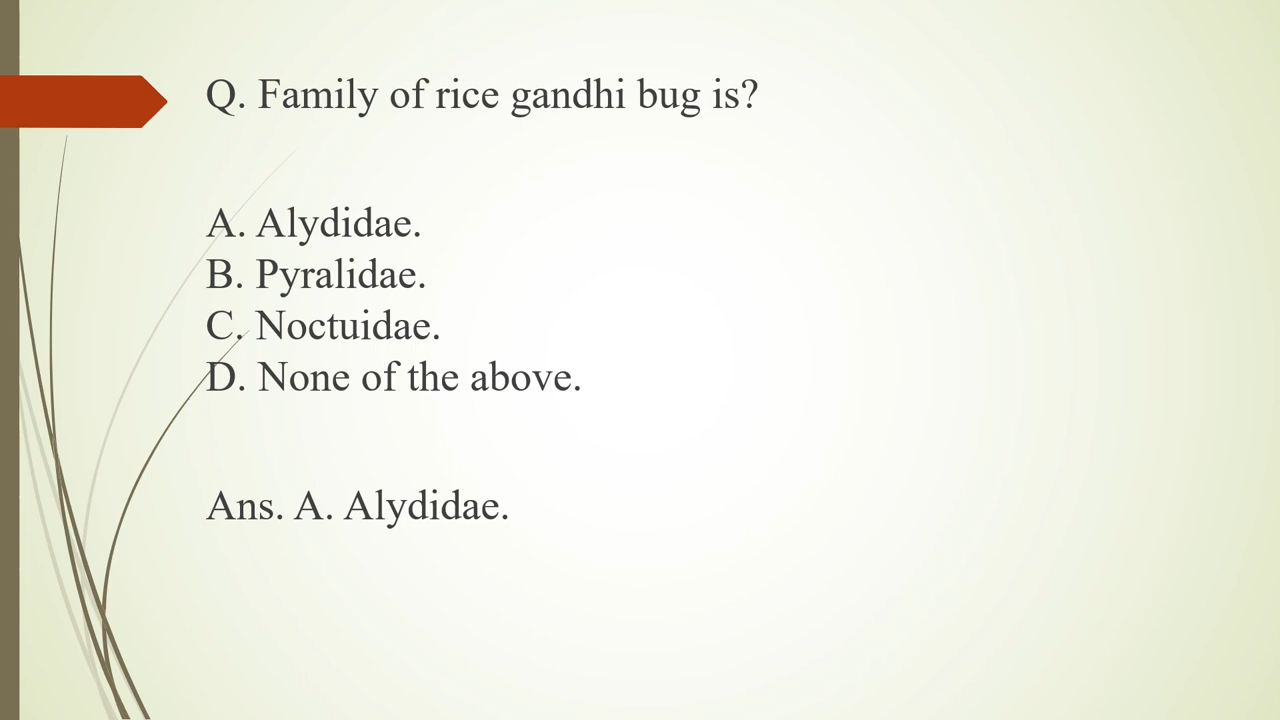 Q. Family of rice gandhi bug is?
A. Alydidae.
B. Pyralidae.
C. Noctuidae.
D. None of the above.
Ans. A. Alydidae.